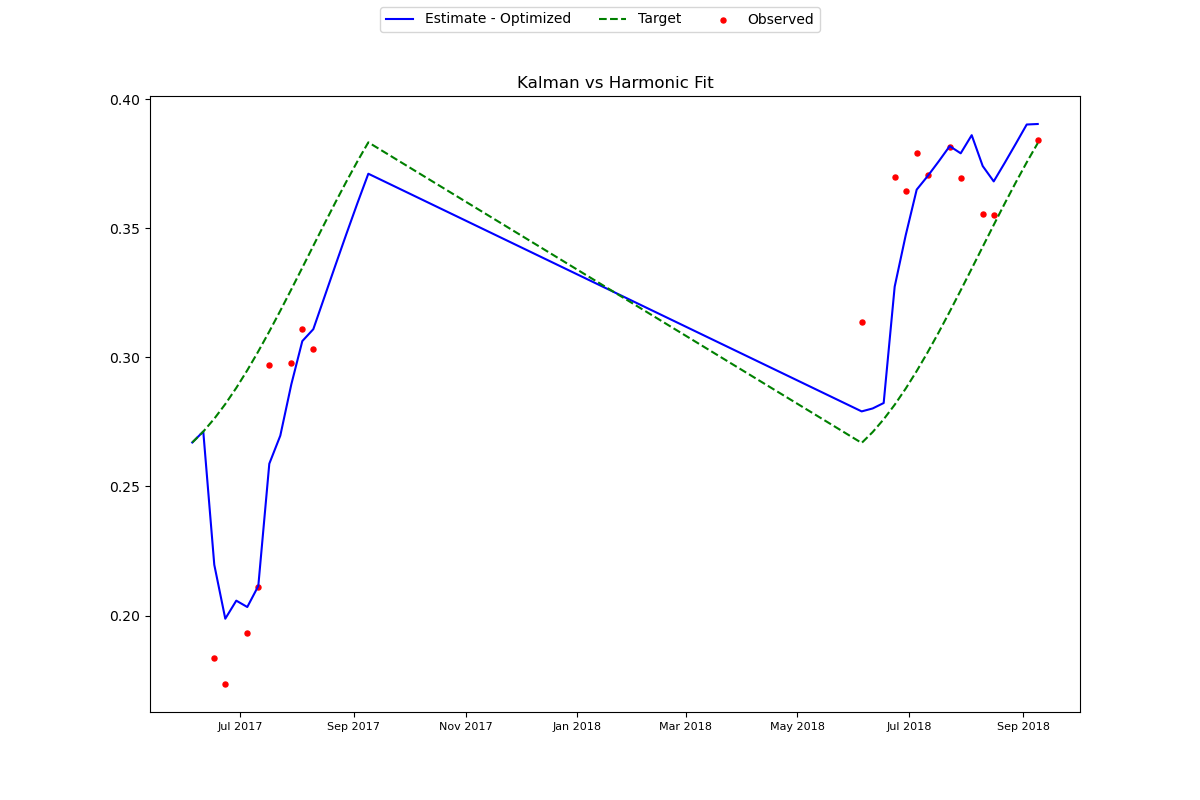 Estimate - Optimized Target Observed
Kalman vs Harmonic Fit
0.40
0.35
0.30
0.25
0.20
Jul 2017 Sep 2017 Nov 2017 Jan 2018 Mar 2018 May 2018 Jul 2018 Sep 2018